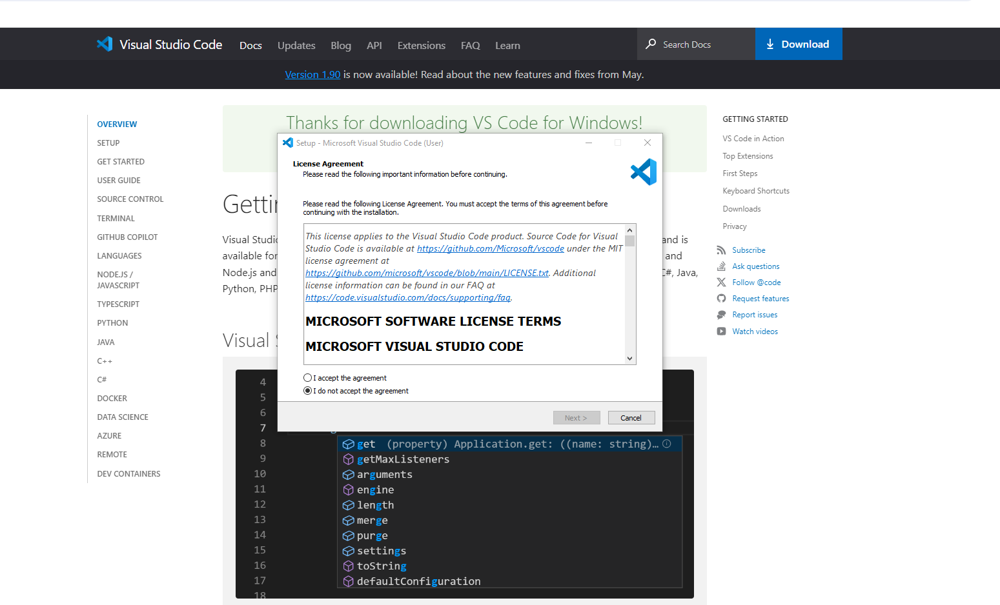 Visual Studio Code
Docs
Updates
Blog
API
Extensions
FAQ
Learn
Search Docs
Download
Version 1.90 is now available! Read about the new features and fixes from May.
OVERVIEW
SETUP
GET STARTED
USER GUIDE
SOURCE CONTROL
TERMINAL
GITHUB COPILOT
LANGUAGES
NODE.JS /
JAVASCRIPT
TYPESCRIPT
PYTHON
JAVA
C++
C#
DOCKER
DATA SCIENCE
AZURE
REMOTE
DEV CONTAINERS
Thanks for downloading VS Code for Windows!
Visual
available for
and is
and
Node.js and
C#, Java,
Python, PHP
Visual
Setup - Microsoft Visual Studio Code (User)
License Agreement
Please read the following important information before continuing.
Please read the following License Agreement. You must accept the terms of this agreement before
continuing with the installation.
This license applies to the Visual Studio Code product. Source Code for Visual
Studio Code is available at https://github.com/Microsoft/vscode under the MIT
license agreement at
https://github.com/microsoft/vscode/blob/main/LICENSE.txt. Additional
license information can be found in our FAQ at
https://code.visualstudio.com/docs/supporting/faq.
MICROSOFT SOFTWARE LICENSE TERMS
MICROSOFT VISUAL STUDIO CODE
I accept the agreement
I do not accept the agreement
Next >
Cancel
4
5
6
7
8
9
10
11
12
13
14
15
16
17
18
get (property) Application.get: ((name: string)…
getMaxListeners
arguments
engine
length
merge
purge
settings
toString
defaultConfiguration
GETTING STARTED
VS Code in Action
Top Extensions
First Steps
Keyboard Shortcuts
Downloads
Privacy
Subscribe
Ask questions
Follow @code
Request features
Report issues
Watch videos